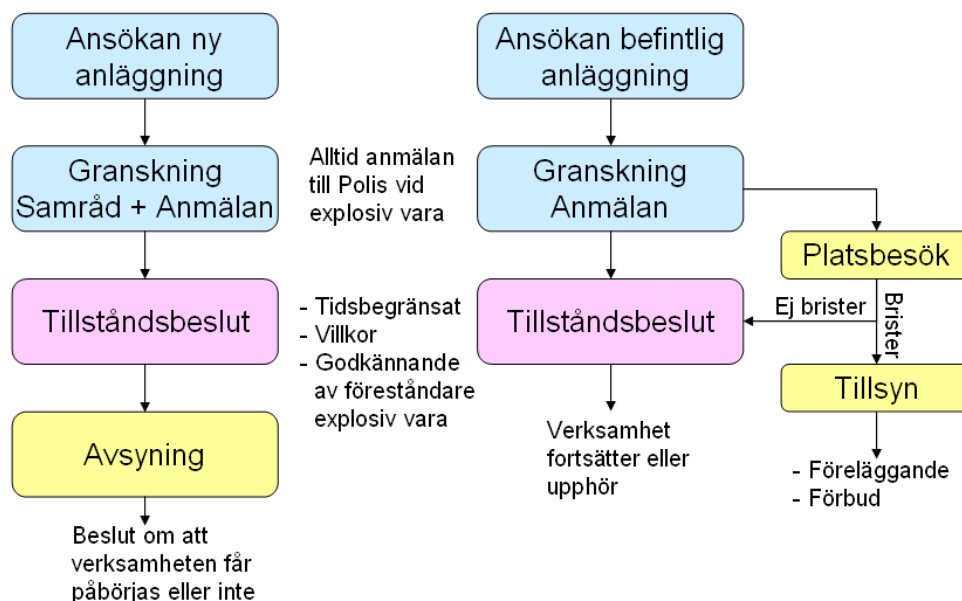 Ansökan ny
anläggning
Granskning
Samråd + Anmälan
Tillståndsbeslut
Avsyning
Beslut om att
verksamheten får
påbörjas eller inte
Alltid anmälan
till Polis vid
explosiv vara
- Tidsbegränsat
- Villkor
- Godkännande
av föreståndare
explosiv vara
Ansökan befintlig
anläggning
Granskning
Anmälan
Tillståndsbeslut
Verksamhet
fortsätter eller
upphör
Platsbesök
Ej brister
Brister
Tillsyn
- Föreläggande
- Förbud